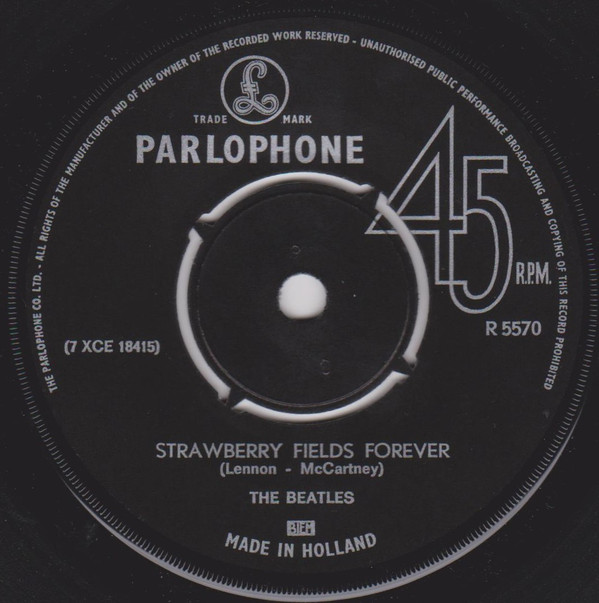 THE PARLOPHONE CO. LTD. - ALL RIGHTS OF THE MANUFACTURER AND OF THE OWNER OF THE RECORDED WORK RESERVED - UNAUTHORISED PUBLIC PERFORMANCE BROADCASTING AND COPYING OF THIS RECORD PROHIBITED
£
TRADE MARK
PARLOPHONE
45
R.P.M.
R 5570
(7 XCE 18415)
STRAWBERRY FIELDS FOREVER
(Lennon - McCartney)
THE BEATLES
BIEM
MADE IN HOLLAND